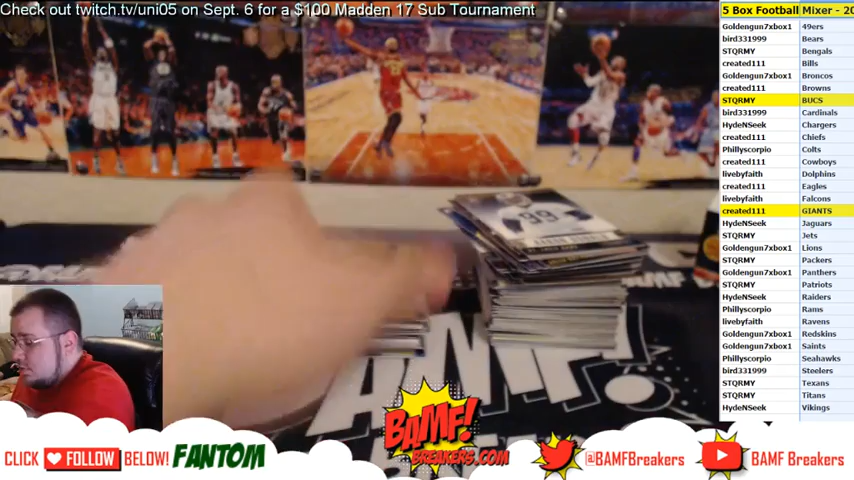 Check out twitch.tv/uni05 on Sept. 6 for a $100 Madden 17 Sub Tournament
5 Box Football Mixer - 20
Goldengun7xbox1 49ers
bird331999 Bears
STQRMY Bengals
created111 Bills
Goldengun7xbox1 Broncos
created111 Browns
STQRMY BUCS
bird331999 Cardinals
HydeNSeek Chargers
created111 Chiefs
Phillyscorpio Colts
created111 Cowboys
livebyfaith Dolphins
created111 Eagles
livebyfaith Falcons
created111 GIANTS
HydeNSeek Jaguars
STQRMY Jets
Goldengun7xbox1 Lions
STQRMY Packers
Goldengun7xbox1 Panthers
STQRMY Patriots
HydeNSeek Raiders
Phillyscorpio Rams
livebyfaith Ravens
Goldengun7xbox1 Redskins
Goldengun7xbox1 Saints
Phillyscorpio Seahawks
bird331999 Steelers
STQRMY Texans
STQRMY Titans
HydeNSeek Vikings
99
BAMF!
BREAKERS.COM
CLICK FOLLOW BELOW! FANTOM
@BAMFBreakers
BAMF Breakers